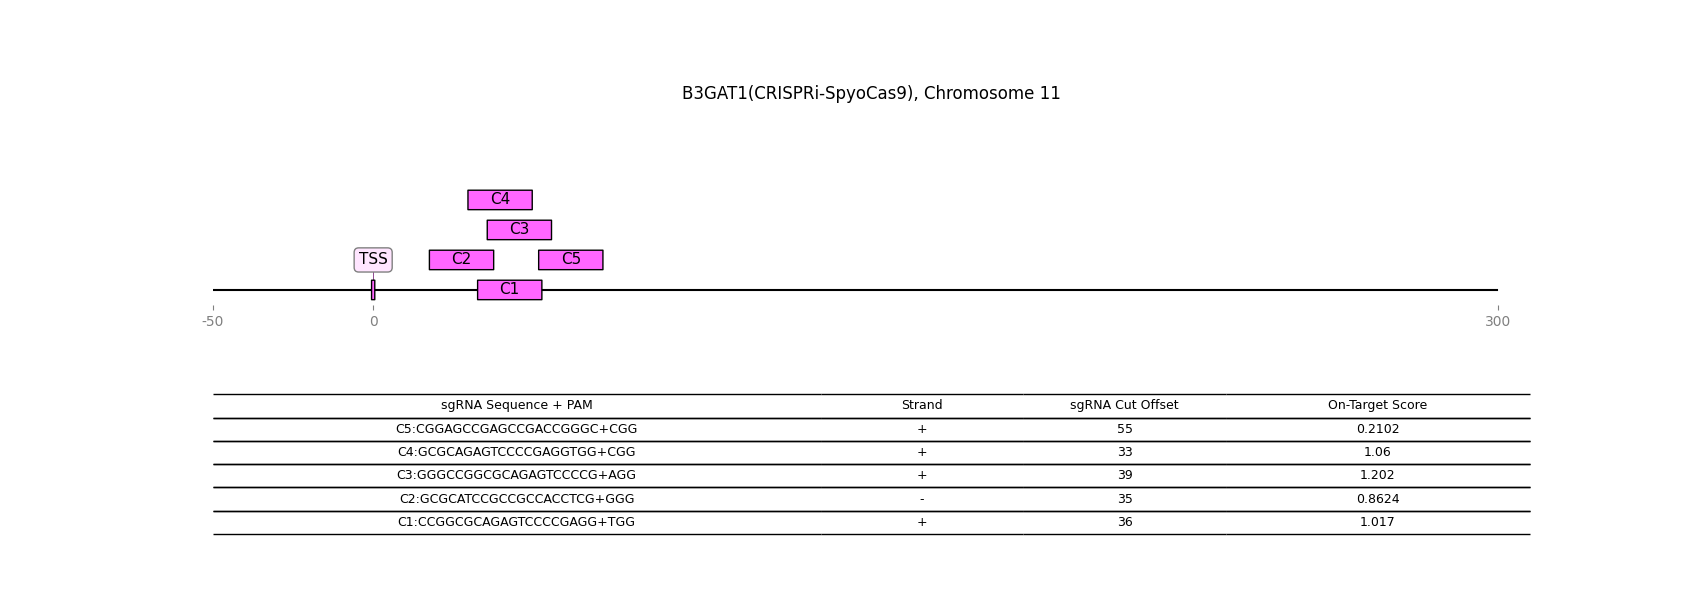 B3GAT1(CRISPRi-SpyoCas9), Chromosome 11
C4
C3
TSS C2 C5
C1
-50 0 300
sgRNA Sequence + PAM Strand sgRNA Cut Offset On-Target Score
C5:CGGAGCCGAGCCGACCGGGC+CGG + 55 0.2102
C4:GCGCAGAGTCCCCGAGGTGG+CGG + 33 1.06
C3:GGGCCGGCGCAGAGTCCCCG+AGG + 39 1.202
C2:GCGCATCCGCCGCCACCTCG+GGG - 35 0.8624
C1:CCGGCGCAGAGTCCCCGAGG+TGG + 36 1.017